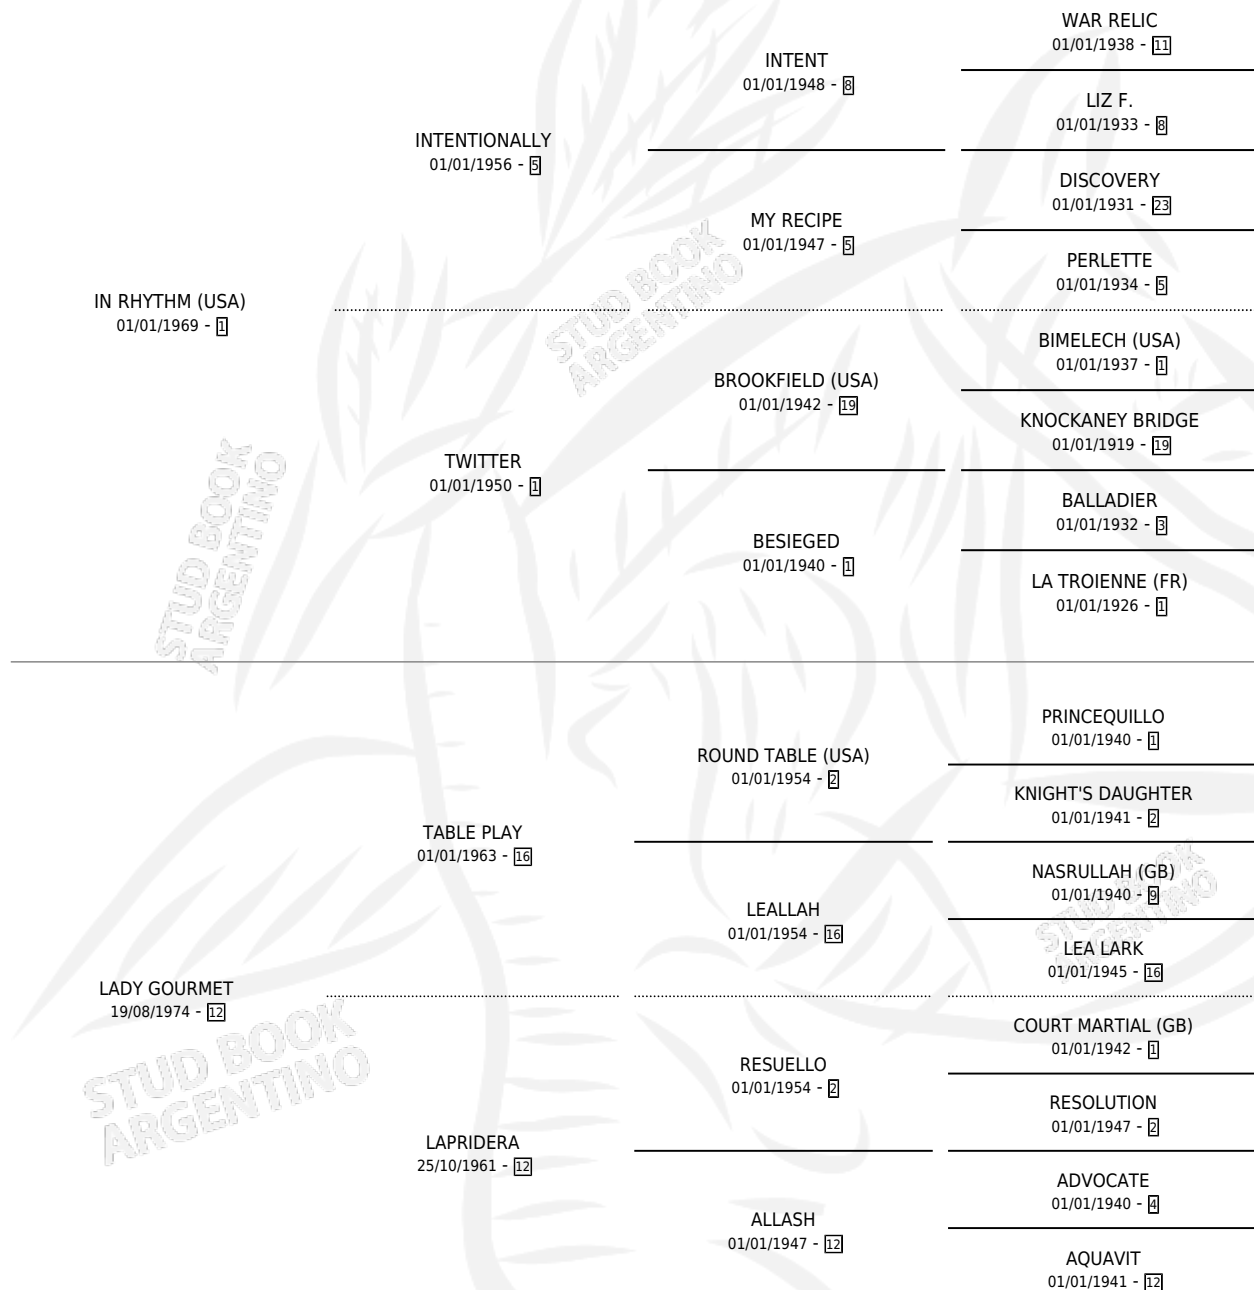 WAR RELIC
01/01/1938 - 11
INTENT
01/01/1948 - 8
LIZ F.
01/01/1933 - 8
INTENTIONALLY
01/01/1956 - 5
DISCOVERY
01/01/1931 - 23
MY RECIPE
01/01/1947 - 5
PERLETTE
01/01/1934 - 5
IN RHYTHM (USA)
01/01/1969 - 1
BIMELECH (USA)
01/01/1937 - 1
BROOKFIELD (USA)
01/01/1942 - 19
KNOCKANEY BRIDGE
01/01/1919 - 19
TWITTER
01/01/1950 - 1
BALLADIER
01/01/1932 - 3
BESIEGED
01/01/1940 - 1
LA TROIENNE (FR)
01/01/1926 - 1
STUD BOOK
ARGENTINO
STUD BOOK
ARGENTINO
PRINCEQUILLO
01/01/1940 - 1
ROUND TABLE (USA)
01/01/1954 - 2
KNIGHT'S DAUGHTER
01/01/1941 - 2
TABLE PLAY
01/01/1963 - 16
NASRULLAH (GB)
01/01/1940 - 9
LEALLAH
01/01/1954 - 16
LEA LARK
01/01/1945 - 16
LADY GOURMET
19/08/1974 - 12
COURT MARTIAL (GB)
01/01/1942 - 1
RESUELLO
01/01/1954 - 2
RESOLUTION
01/01/1947 - 2
LAPRIDERA
25/10/1961 - 12
ADVOCATE
01/01/1940 - 4
ALLASH
01/01/1947 - 12
AQUAVIT
01/01/1941 - 12
STUD BOOK
ARGENTINO
STUD BOOK
ARGENTINO